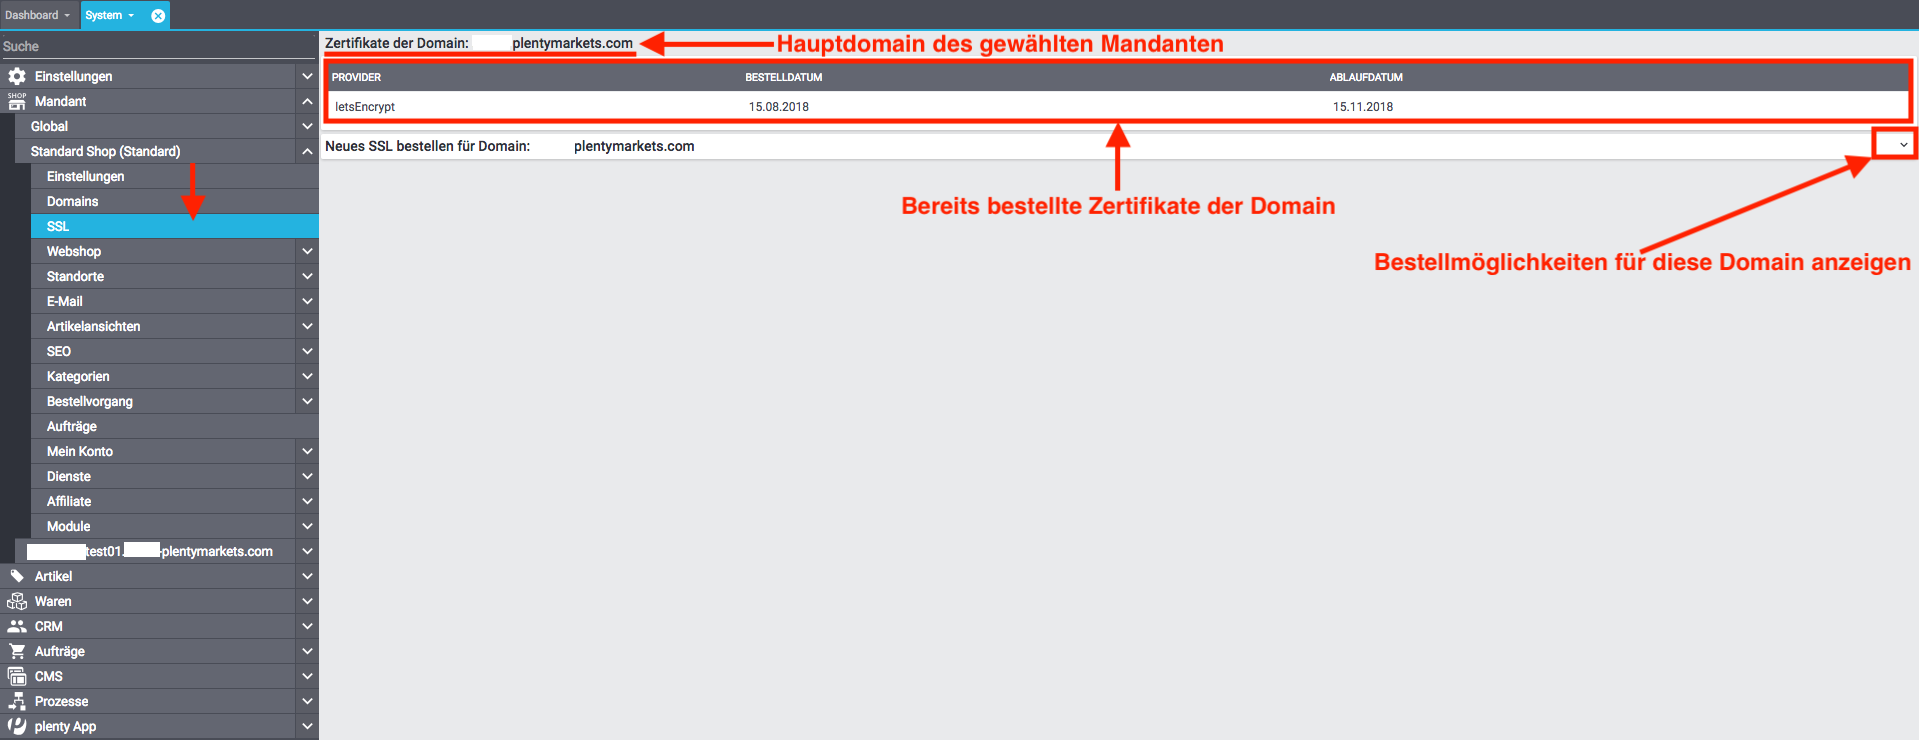 Dashboard
System
Suche
Einstellungen
SHOP
Mandant
Global
Standard Shop (Standard)
Einstellungen
Domains
SSL
Webshop
Standorte
E-Mail
Artikelansichten
SEO
Kategorien
Bestellvorgang
Aufträge
Mein Konto
Dienste
Affiliate
Module
test01. -plentymarkets.com
Artikel
Waren
CRM
Aufträge
CMS
Prozesse
plenty App
Zertifikate der Domain: plentymarkets.com
Hauptdomain des gewählten Mandanten
PROVIDER BESTELLDATUM ABLAUFDATUM
letsEncrypt 15.08.2018 15.11.2018
Neues SSL bestellen für Domain: plentymarkets.com
Bereits bestellte Zertifikate der Domain
Bestellmöglichkeiten für diese Domain anzeigen